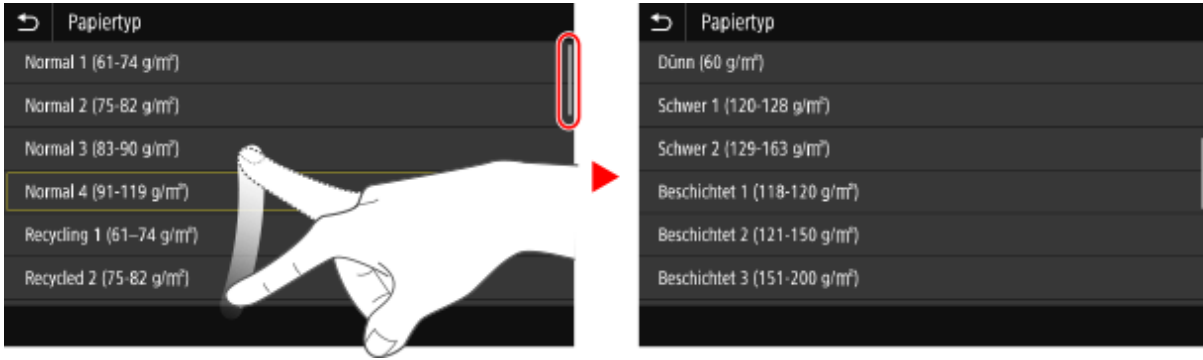 Papiertyp
Normal 1 (61-74 g/m²)
Normal 2 (75-82 g/m²)
Normal 3 (83-90 g/m²)
Normal 4 (91-119 g/m²)
Recycling 1 (61–74 g/m²)
Recycled 2 (75-82 g/m²)
Papiertyp
Dünn (60 g/m²)
Schwer 1 (120-128 g/m²)
Schwer 2 (129-163 g/m²)
Beschichtet 1 (118-120 g/m²)
Beschichtet 2 (121-150 g/m²)
Beschichtet 3 (151-200 g/m²)